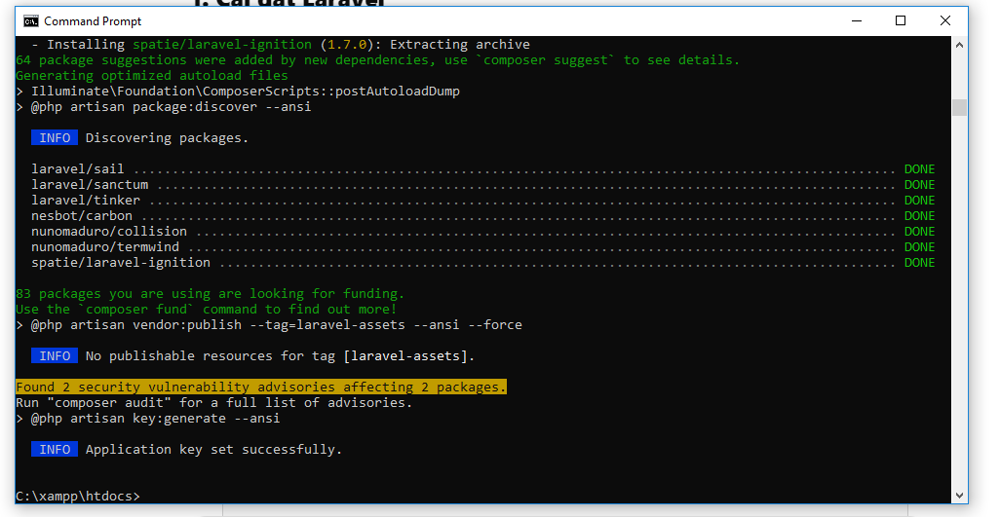 1. Cài đặt Laravel
Command Prompt
- Installing spatie/laravel-ignition (1.7.0): Extracting archive
64 package suggestions were added by new dependencies, use `composer suggest` to see details.
Generating optimized autoload files
> Illuminate\Foundation\ComposerScripts::postAutoloadDump
> @php artisan package:discover --ansi
INFO Discovering packages.
laravel/sail .................................................................................................. DONE
laravel/sanctum ............................................................................................... DONE
laravel/tinker ................................................................................................ DONE
nesbot/carbon ................................................................................................. DONE
nunomaduro/collision .......................................................................................... DONE
nunomaduro/termwind ........................................................................................... DONE
spatie/laravel-ignition ....................................................................................... DONE
83 packages you are using are looking for funding.
Use the `composer fund` command to find out more!
> @php artisan vendor:publish --tag=laravel-assets --ansi --force
INFO No publishable resources for tag [laravel-assets].
Found 2 security vulnerability advisories affecting 2 packages.
Run "composer audit" for a full list of advisories.
> @php artisan key:generate --ansi
INFO Application key set successfully.
C:\xampp\htdocs>